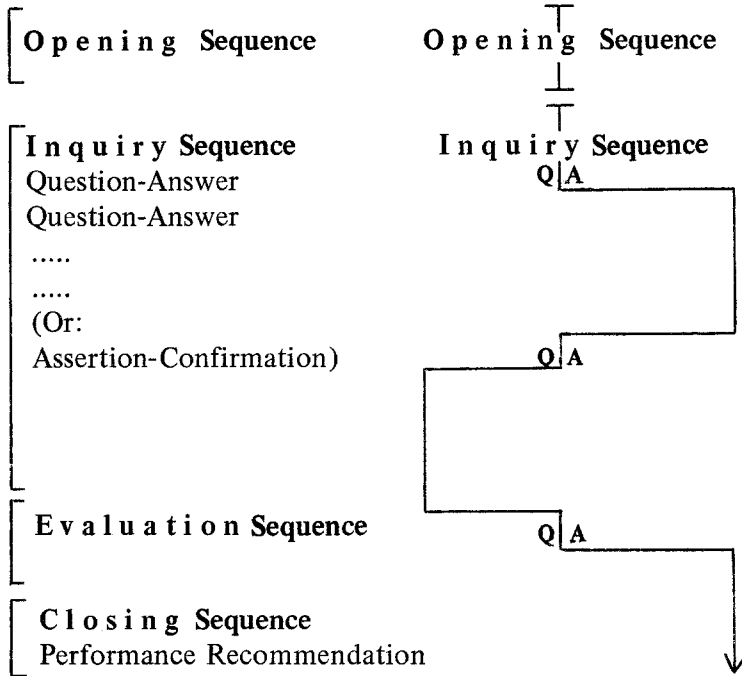 Opening Sequence
Inquiry Sequence
Question-Answer
Question-Answer
.....
.....
(Or:
Assertion-Confirmation)
Evaluation Sequence
Closing Sequence
Performance Recommendation
Opening Sequence
Inquiry Sequence
Q A
Q A
Q A